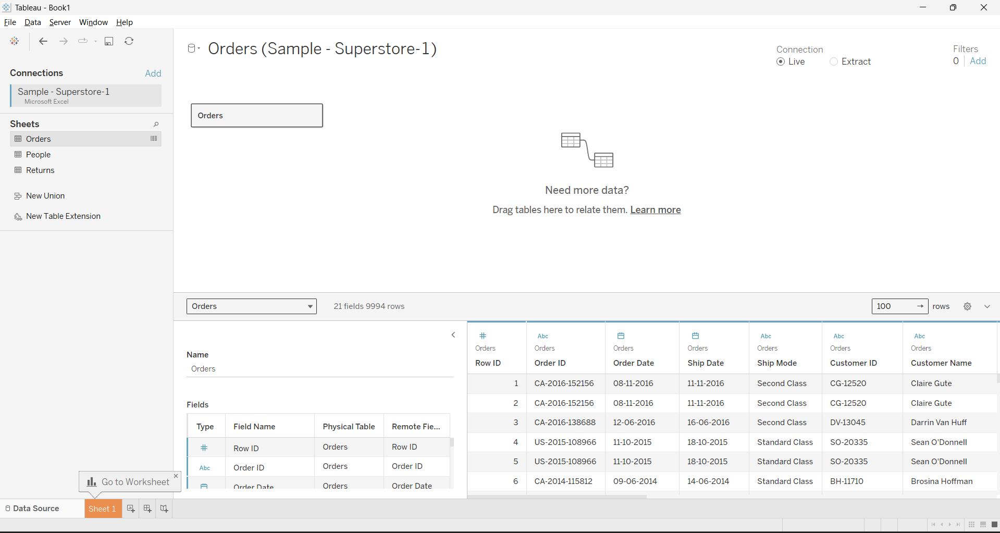 Tableau - Book1
File Data Server Window Help
Connections Add
Sample - Superstore-1
Microsoft Excel
Sheets
Orders
People
Returns
New Union
New Table Extension
Orders (Sample - Superstore-1)
Connection
Live Extract
Filters
0 Add
Orders
Need more data?
Drag tables here to relate them. Learn more
Orders 21 fields 9994 rows 100 rows
Name
Orders
Fields
Type Field Name Physical Table Remote Fie...
Row ID Orders Row ID
Abc Order ID Orders Order ID
Order Date Orders Order Date
Abc Abc Abc Abc
Orders Orders Orders Orders Orders Orders Orders
Row ID Order ID Order Date Ship Date Ship Mode Customer ID Customer Name
1 CA-2016-152156 08-11-2016 11-11-2016 Second Class CG-12520 Claire Gute
2 CA-2016-152156 08-11-2016 11-11-2016 Second Class CG-12520 Claire Gute
3 CA-2016-138688 12-06-2016 16-06-2016 Second Class DV-13045 Darrin Van Huff
4 US-2015-108966 11-10-2015 18-10-2015 Standard Class SO-20335 Sean O'Donnell
5 US-2015-108966 11-10-2015 18-10-2015 Standard Class SO-20335 Sean O'Donnell
6 CA-2014-115812 09-06-2014 14-06-2014 Standard Class BH-11710 Brosina Hoffman
Go to Worksheet
Data Source Sheet 1